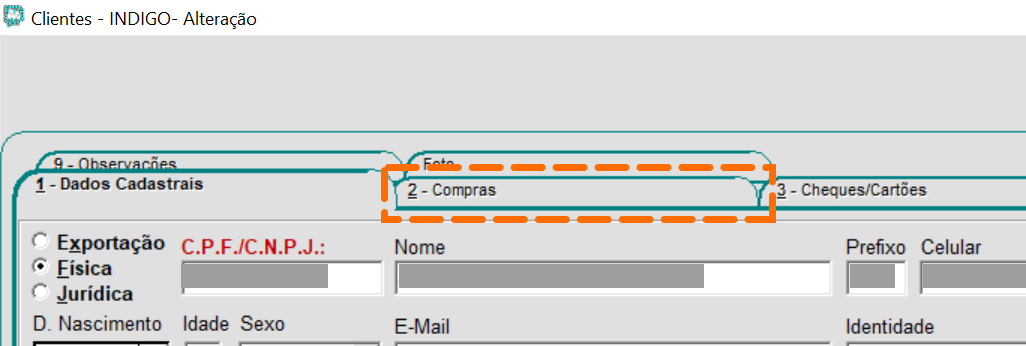 Clientes - INDIGO- Alteração
9 - Observações Foto
1 - Dados Cadastrais 2 - Compras 3 - Cheques/Cartões
Exportação C.P.F./C.N.P.J.: Nome Prefixo Celular
Física
Jurídica
D. Nascimento Idade Sexo E-Mail Identidade